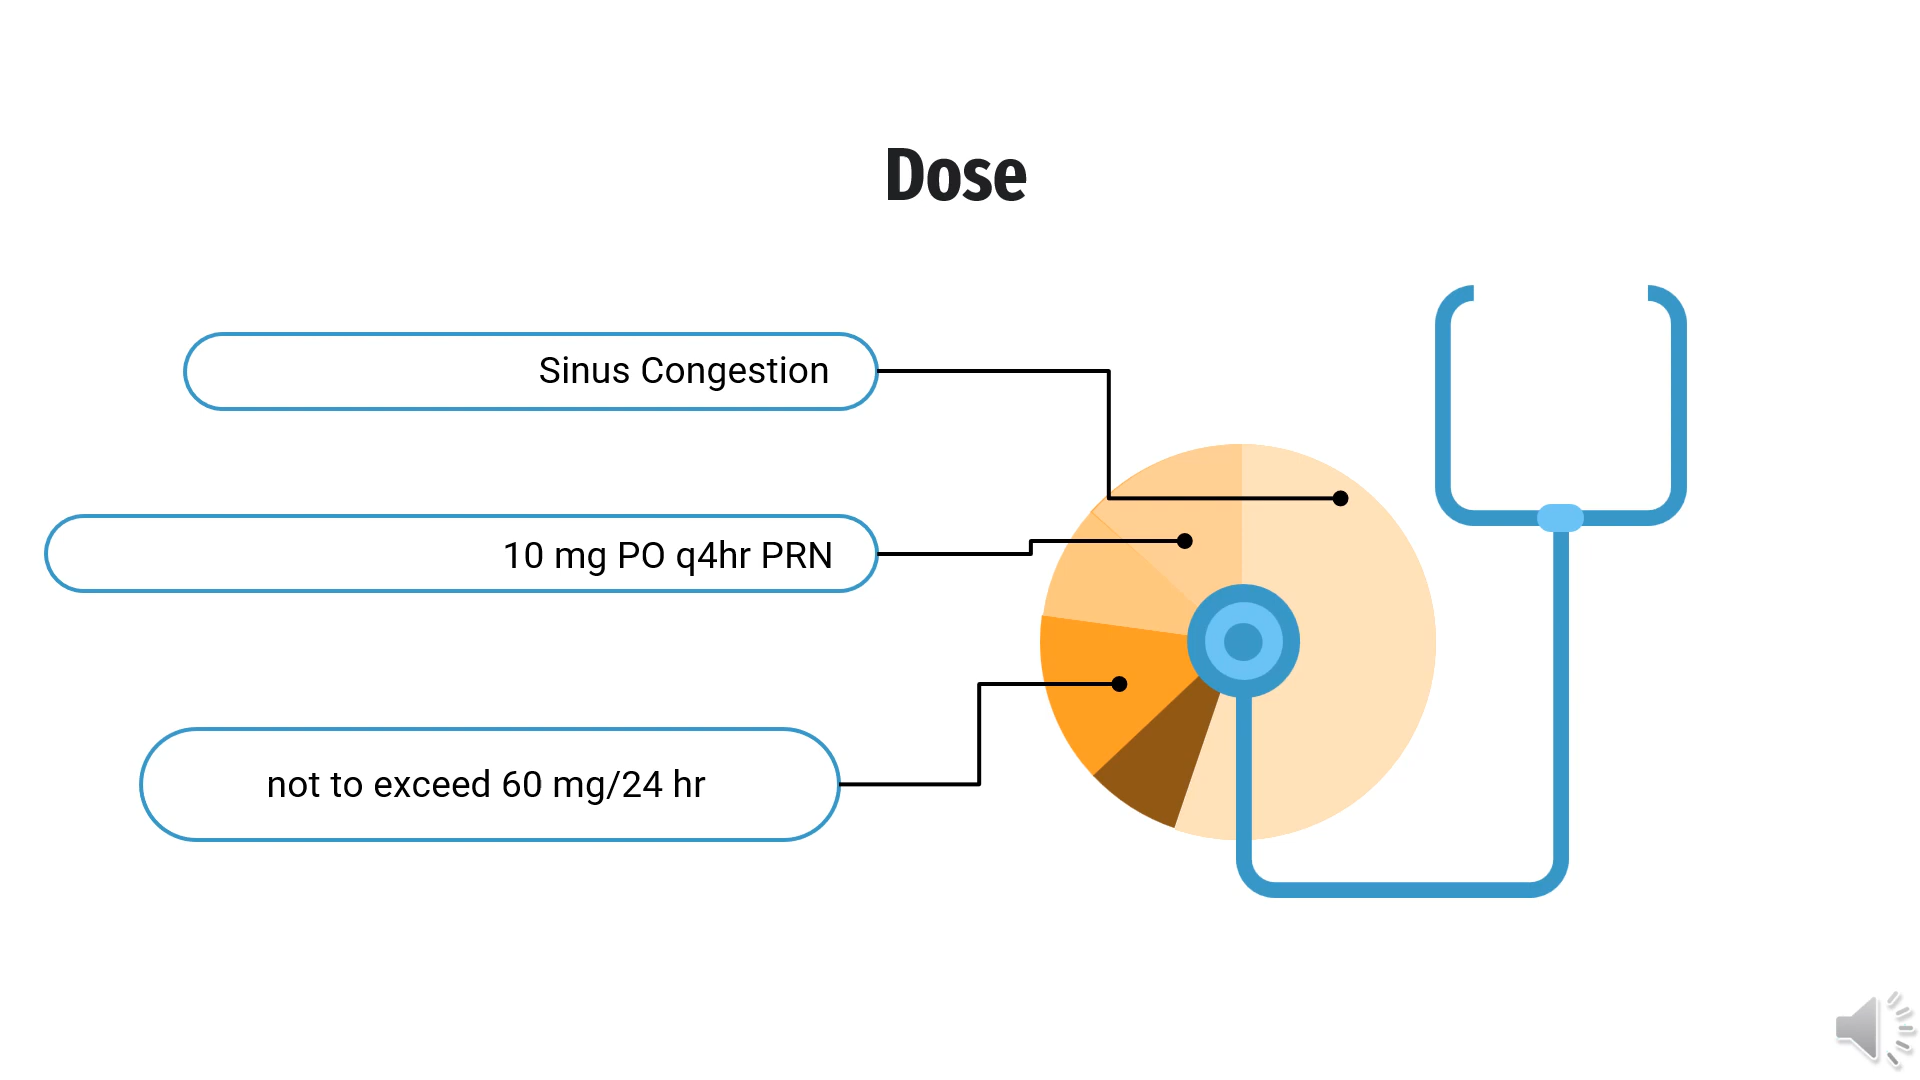 Dose
Sinus Congestion
10 mg PO q4hr PRN
not to exceed 60 mg/24 hr